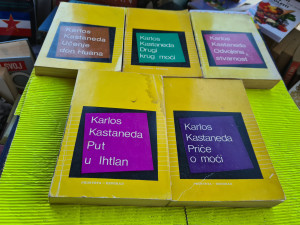 Karlos
Kastaneda
Učenje
don Huana
Karlos
Kastaneda
Drugi
krug moći
Karlos
Kastaneda
Odvojena
stvarnost
Karlos
Kastaneda
Put
u Ihtlan
Karlos
Kastaneda
Priče
o moći